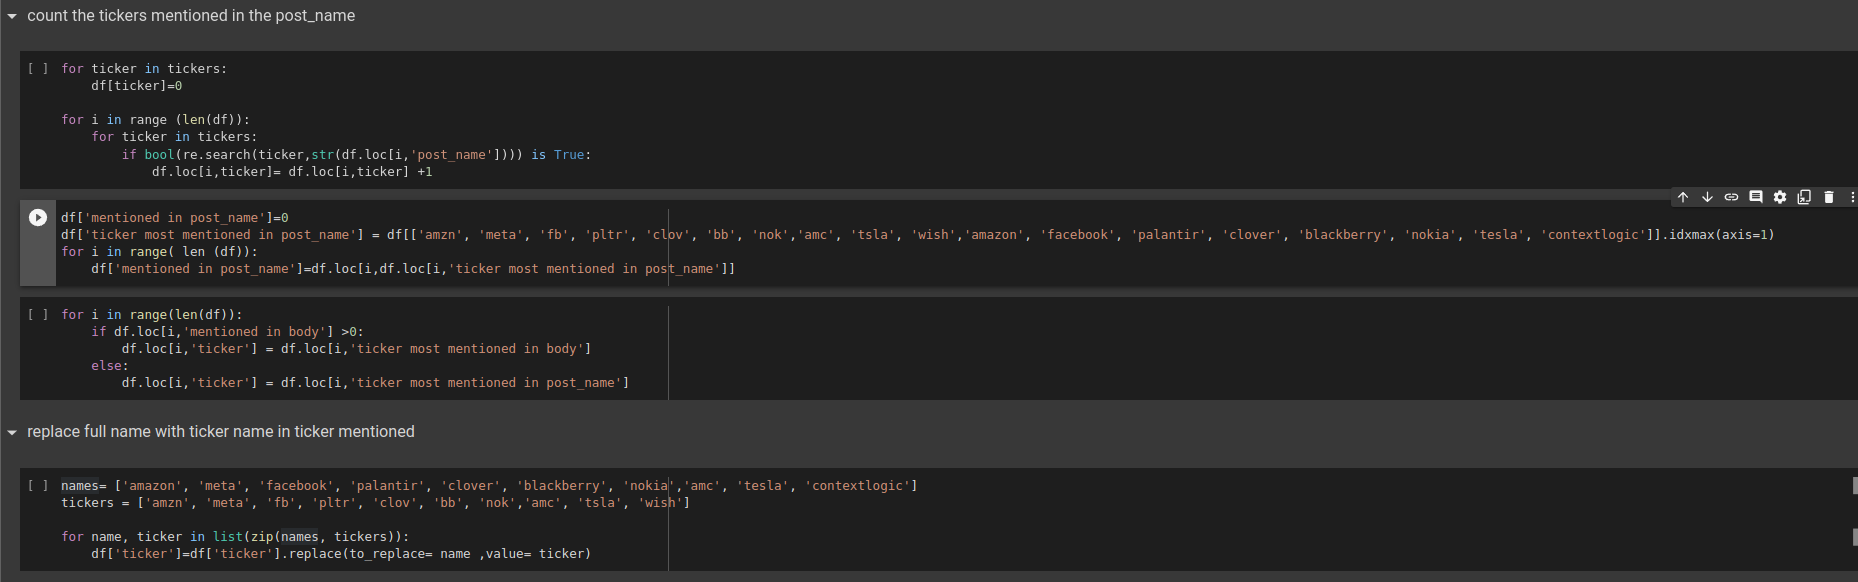 count the tickers mentioned in the post_name
[ ] for ticker in tickers:
        df[ticker]=0
    for i in range (len(df)):
        for ticker in tickers:
            if bool(re.search(ticker,str(df.loc[i,'post_name']))) is True:
                df.loc[i,ticker]= df.loc[i,ticker] +1
df['mentioned in post_name']=0
df['ticker most mentioned in post_name'] = df[['amzn', 'meta', 'fb', 'pltr', 'clov', 'bb', 'nok','amc', 'tsla', 'wish','amazon', 'facebook', 'palantir', 'clover', 'blackberry', 'nokia', 'tesla', 'contextlogic']].idxmax(axis=1)
for i in range( len (df)):
    df['mentioned in post_name']=df.loc[i,df.loc[i,'ticker most mentioned in post_name']]
[ ] for i in range(len(df)):
        if df.loc[i,'mentioned in body'] >0:
            df.loc[i,'ticker'] = df.loc[i,'ticker most mentioned in body']
        else:
            df.loc[i,'ticker'] = df.loc[i,'ticker most mentioned in post_name']
replace full name with ticker name in ticker mentioned
[ ] names= ['amazon', 'meta', 'facebook', 'palantir', 'clover', 'blackberry', 'nokia','amc', 'tesla', 'contextlogic']
    tickers = ['amzn', 'meta', 'fb', 'pltr', 'clov', 'bb', 'nok','amc', 'tsla', 'wish']
    for name, ticker in list(zip(names, tickers)):
        df['ticker']=df['ticker'].replace(to_replace= name ,value= ticker)